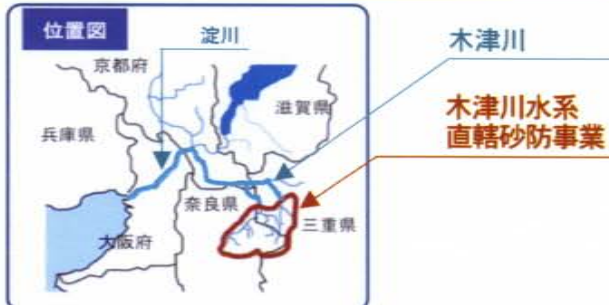 位置図
淀川
木津川
京都府
滋賀県
兵庫県
木津川水系
直轄砂防事業
奈良県
三重県
大阪府